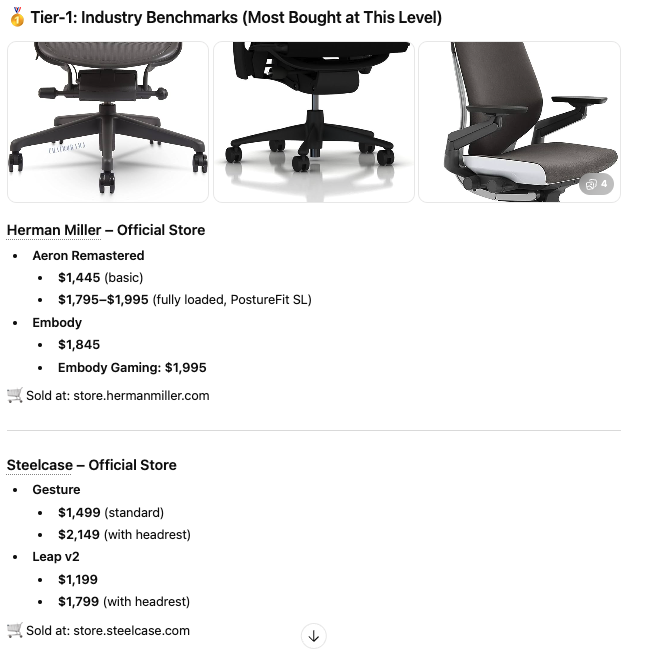 🥇 Tier-1: Industry Benchmarks (Most Bought at This Level)
4
Herman Miller – Official Store
• Aeron Remastered
• $1,445 (basic)
• $1,795–$1,995 (fully loaded, PostureFit SL)
• Embody
• $1,845
• Embody Gaming: $1,995
🛒 Sold at: store.hermanmiller.com
Steelcase – Official Store
• Gesture
• $1,499 (standard)
• $2,149 (with headrest)
• Leap v2
• $1,199
• $1,799 (with headrest)
🛒 Sold at: store.steelcase.com